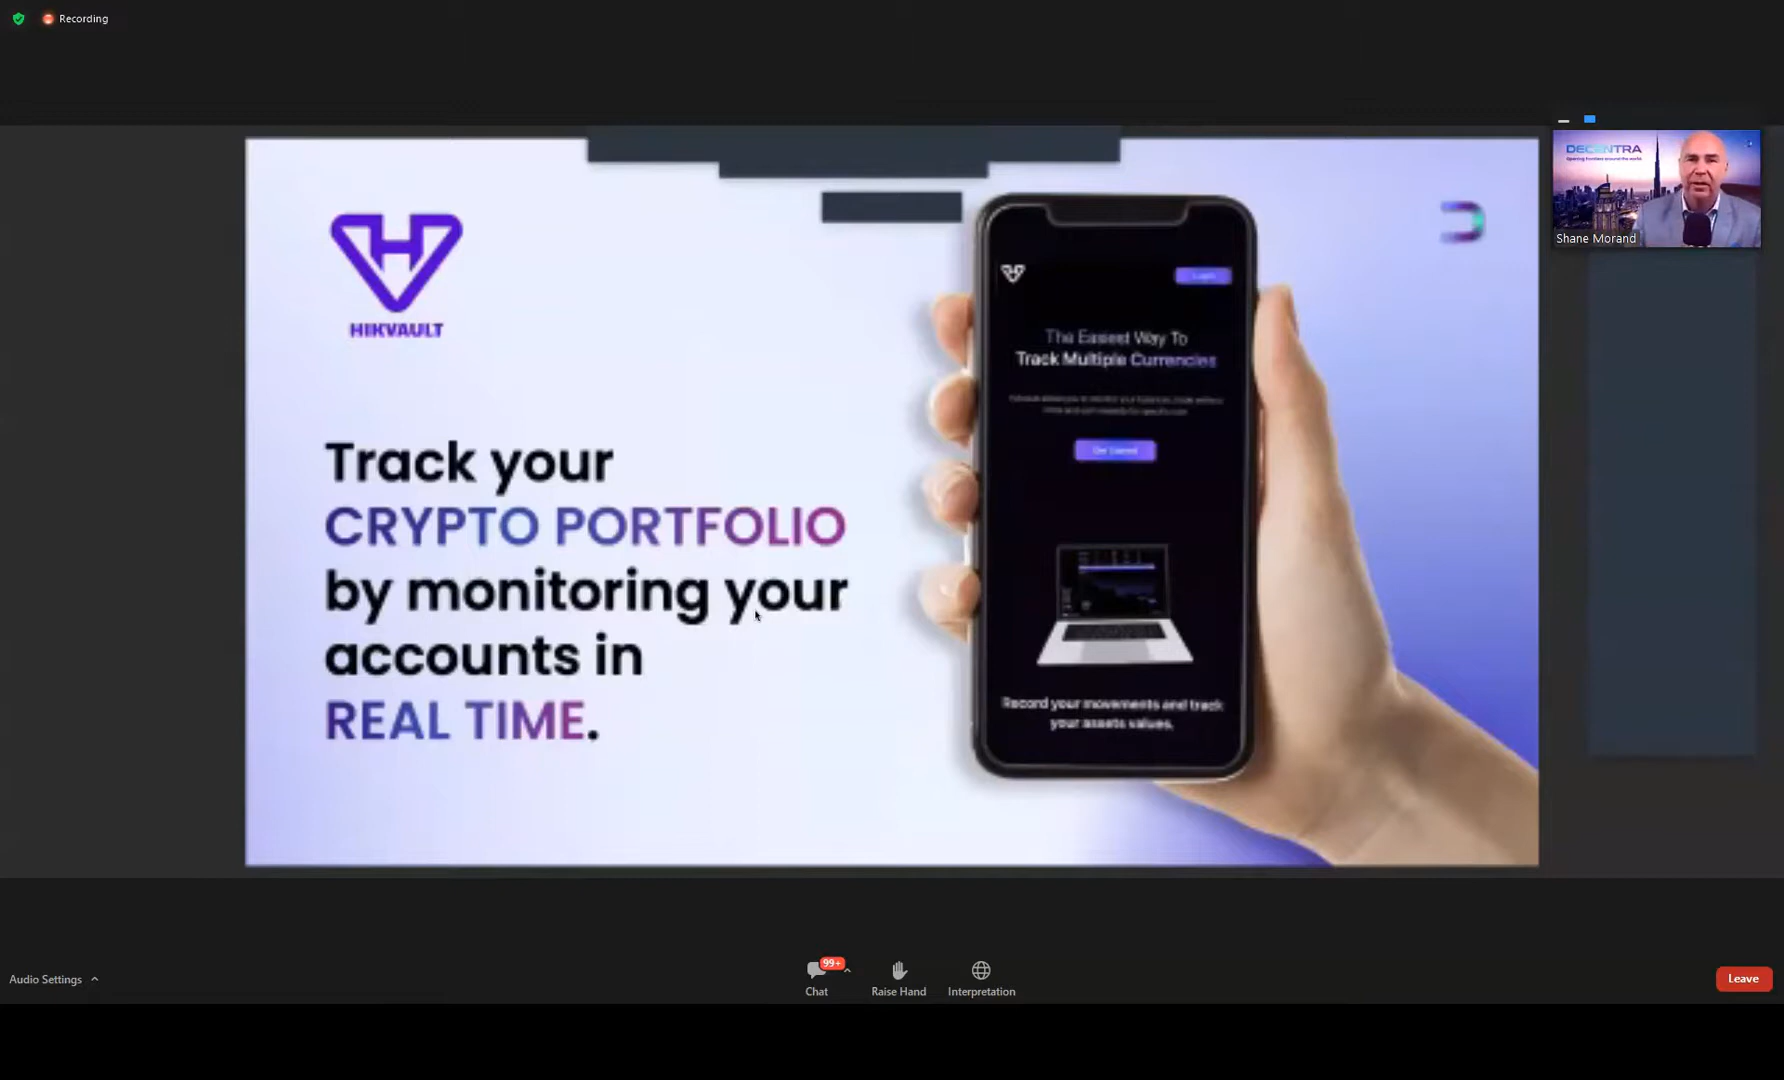 Recording
DECENTRA
Shane Morand
HIKVAULT
Track your
CRYPTO PORTFOLIO
by monitoring your
accounts in
REAL TIME.
The Easiest Way To
Track Multiple Currencies
Get Started
Record your movements and track
your assets values.
Audio Settings
99+
Chat
Raise Hand
Interpretation
Leave